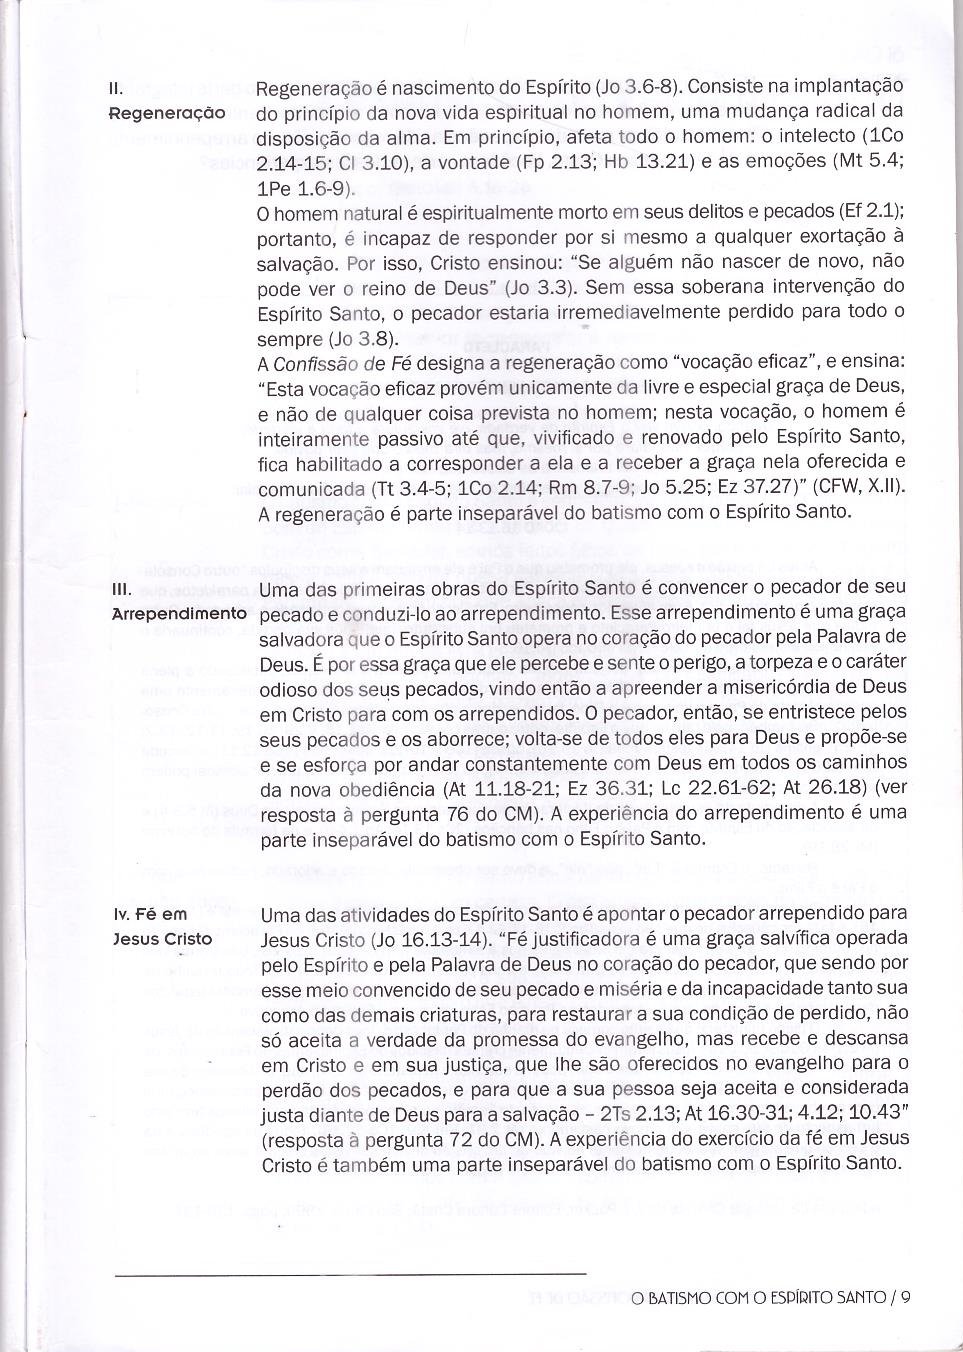 II.
Regeneração
Regeneração é nascimento do Espírito (Jo 3.6-8). Consiste na implantação
do princípio da nova vida espiritual no homem, uma mudança radical da
disposição da alma. Em princípio, afeta todo o homem: o intelecto (1Co
2.14-15; Cl 3.10), a vontade (Fp 2.13; Hb 13.21) e as emoções (Mt 5.4;
1Pe 1.6-9).
O homem natural é espiritualmente morto em seus delitos e pecados (Ef 2.1);
portanto, é incapaz de responder por si mesmo a qualquer exortação à
salvação. Por isso, Cristo ensinou: “Se alguém não nascer de novo, não
pode ver o reino de Deus” (Jo 3.3). Sem essa soberana intervenção do
Espírito Santo, o pecador estaria irremediavelmente perdido para todo o
sempre (Jo 3.8).
A Confissão de Fé designa a regeneração como “vocação eficaz”, e ensina:
“Esta vocação eficaz provém unicamente da livre e especial graça de Deus,
e não de qualquer coisa prevista no homem; nesta vocação, o homem é
inteiramente passivo até que, vivificado e renovado pelo Espírito Santo,
fica habilitado a corresponder a ela e a receber a graça nela oferecida e
comunicada (Tt 3.4-5; 1Co 2.14; Rm 8.7-9; Jo 5.25; Ez 37.27)” (CFW, X.II).
A regeneração é parte inseparável do batismo com o Espírito Santo.
III.
Arrependimento
Uma das primeiras obras do Espírito Santo é convencer o pecador de seu
pecado e conduzi-lo ao arrependimento. Esse arrependimento é uma graça
salvadora que o Espírito Santo opera no coração do pecador pela Palavra de
Deus. É por essa graça que ele percebe e sente o perigo, a torpeza e o caráter
odioso dos seus pecados, vindo então a apreender a misericórdia de Deus
em Cristo para com os arrependidos. O pecador, então, se entristece pelos
seus pecados e os aborrece; volta-se de todos eles para Deus e propõe-se
e se esforça por andar constantemente com Deus em todos os caminhos
da nova obediência (At 11.18-21; Ez 36.31; Lc 22.61-62; At 26.18) (ver
resposta à pergunta 76 do CM). A experiência do arrependimento é uma
parte inseparável do batismo com o Espírito Santo.
Iv. Fé em
Jesus Cristo
Uma das atividades do Espírito Santo é apontar o pecador arrependido para
Jesus Cristo (Jo 16.13-14). “Fé justificadora é uma graça salvífica operada
pelo Espírito e pela Palavra de Deus no coração do pecador, que sendo por
esse meio convencido de seu pecado e miséria e da incapacidade tanto sua
como das demais criaturas, para restaurar a sua condição de perdido, não
só aceita a verdade da promessa do evangelho, mas recebe e descansa
em Cristo e em sua justiça, que lhe são oferecidos no evangelho para o
perdão dos pecados, e para que a sua pessoa seja aceita e considerada
justa diante de Deus para a salvação – 2Ts 2.13; At 16.30-31; 4.12; 10.43”
(resposta à pergunta 72 do CM). A experiência do exercício da fé em Jesus
Cristo é também uma parte inseparável do batismo com o Espírito Santo.
O BATISMO COM O ESPÍRITO SANTO / 9